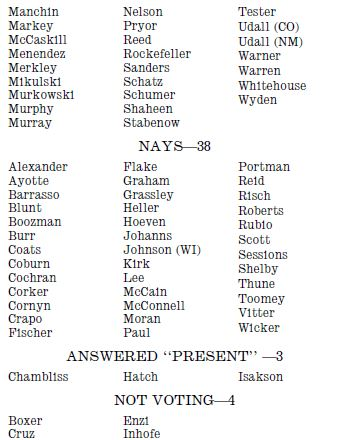 Manchin Nelson Tester
Markey Pryor Udall (CO)
McCaskill Reed Udall (NM)
Menendez Rockefeller Warner
Merkley Sanders Warren
Mikulski Schatz Whitehouse
Murkowski Schumer Wyden
Murphy Shaheen
Murray Stabenow
NAYS—38
Alexander Flake Portman
Ayotte Graham Reid
Barrasso Grassley Risch
Blunt Heller Roberts
Boozman Hoeven Rubio
Burr Johanns Scott
Coats Johnson (WI) Sessions
Coburn Kirk Shelby
Cochran Lee Thune
Corker McCain Toomey
Cornyn McConnell Vitter
Crapo Moran Wicker
Fischer Paul
ANSWERED ‘‘PRESENT’’ —3
Chambliss Hatch Isakson
NOT VOTING—4
Boxer Enzi
Cruz Inhofe